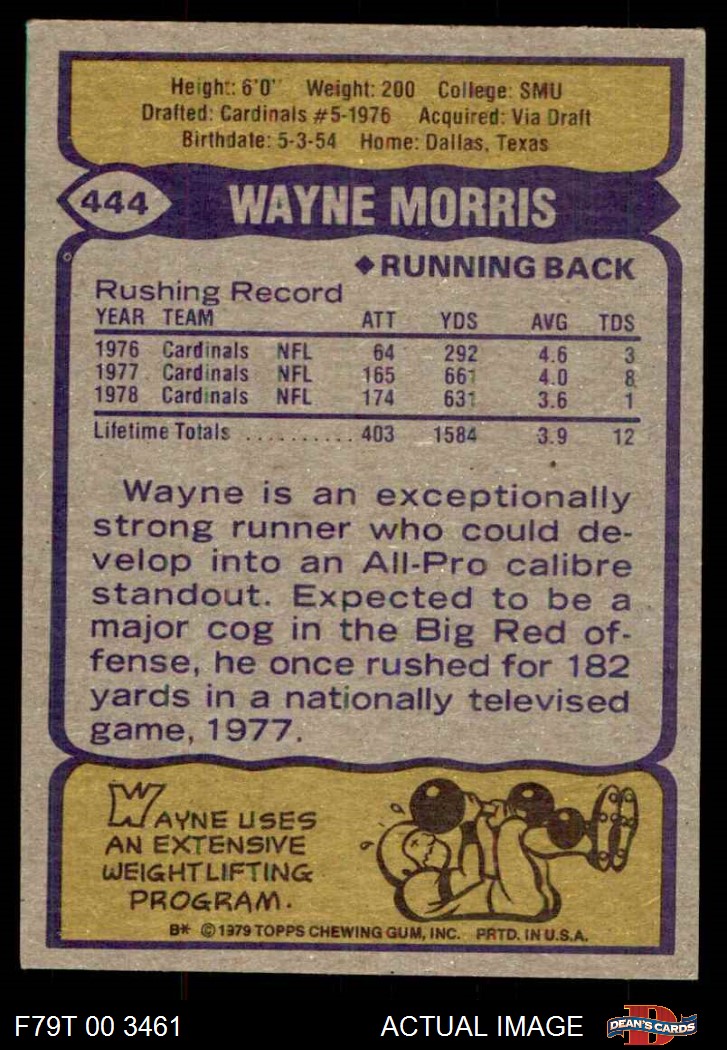 Height: 6'0" Weight: 200 College: SMU
Drafted: Cardinals #5-1976 Acquired: Via Draft
Birthdate: 5-3-54 Home: Dallas, Texas
444 WAYNE MORRIS
◆RUNNING BACK
Rushing Record
YEAR TEAM ATT YDS AVG TDS
1976 Cardinals NFL 64 292 4.6 3
1977 Cardinals NFL 165 661 4.0 8
1978 Cardinals NFL 174 631 3.6 1
Lifetime Totals .......... 403 1584 3.9 12
Wayne is an exceptionally
strong runner who could de-
velop into an All-Pro calibre
standout. Expected to be a
major cog in the Big Red of-
fense, he once rushed for 182
yards in a nationally televised
game, 1977.
WAYNE USES
AN EXTENSIVE
WEIGHTLIFTING
PROGRAM.
B* © 1979 TOPPS CHEWING GUM, INC. PRTD. IN U.S.A.
F79T 00 3461 ACTUAL IMAGE D DEAN'S CARDS